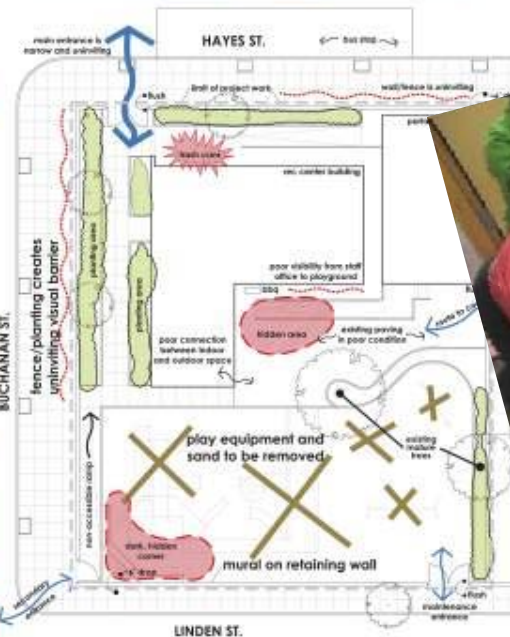 main entrance is
narrow and uninviting
HAYES ST.
bus stop
flush
limit of project work
wall/fence is uninviting
trash cans
rec. center building
planting area
planting area
fence/planting creates
uninviting visual barrier
BUCHANAN ST.
poor visibility from staff
office to playground
bbq
hidden area
existing paving
in poor condition
poor connection
between indoor
and outdoor space
route to
play equipment and
sand to be removed
existing
mature
trees
non-accessible ramp
dark, hidden
corner
drop
mural on retaining wall
secondary
entrance
flush
maintenance
entrance
LINDEN ST.